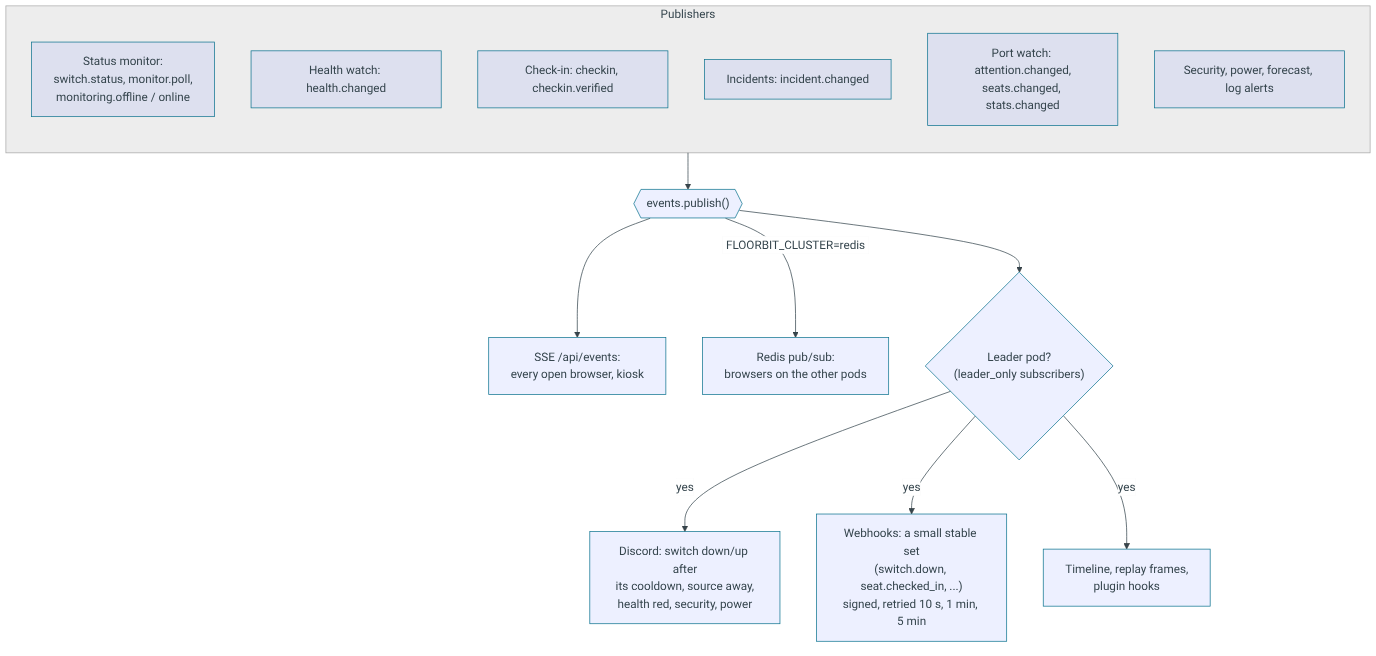 Publishers
Status monitor:
switch.status, monitor.poll,
monitoring.offline / online
Health watch:
health.changed
Check-in: checkin,
checkin.verified
Incidents: incident.changed
Port watch:
attention.changed,
seats.changed,
stats.changed
Security, power, forecast,
log alerts
events.publish()
FLOORBIT_CLUSTER=redis
SSE /api/events:
every open browser, kiosk
Redis pub/sub:
browsers on the other pods
Leader pod?
(leader_only subscribers)
yes
yes
yes
Discord: switch down/up
after
its cooldown, source away,
health red, security, power
Webhooks: a small stable
set
(switch.down,
seat.checked_in, ...)
signed, retried 10 s, 1 min,
5 min
Timeline, replay frames,
plugin hooks